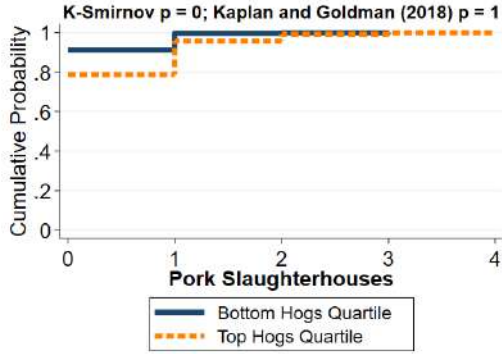 K-Smirnov p = 0; Kaplan and Goldman (2018) p = 1
1
.8
.6
.4
.2
0
Cumulative Probability
0 1 2 3 4
Pork Slaughterhouses
Bottom Hogs Quartile
Top Hogs Quartile